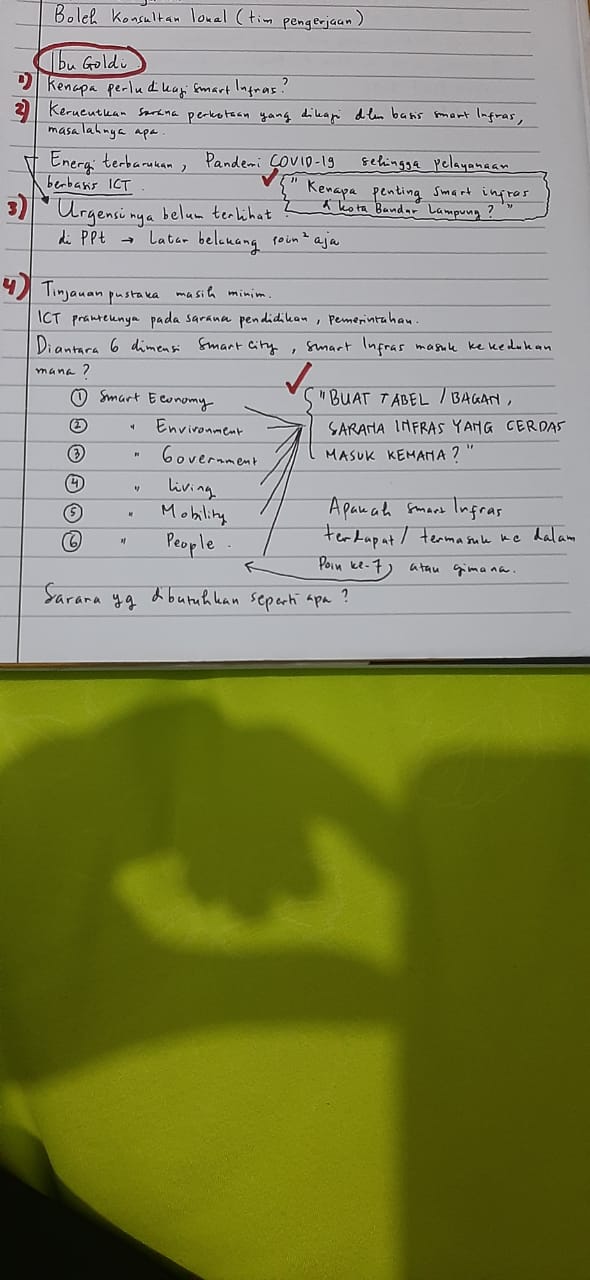 Boleh Konsultan lokal (tim pengerjaan)
Ibu Goldi
1) Kenapa perlu dikaji Smart Infras?
2) Kerucutkan sarana perkotaan yang dikaji dlm basis smart Infras,
masalahnya apa.
Energi terbarukan, Pandemi COVID-19 sehingga pelayanaan
berbasis ICT.
"Kenapa penting smart infras
di kota Bandar Lampung?"
3) Urgensinya belum terlihat
di PPt → Latar belakang poin² aja
4) Tinjauan pustaka masih minim.
ICT prakteknya pada sarana pendidikan, pemerintahan.
Diantara 6 dimensi Smart City, smart Infras masuk ke kedukan
mana?
① Smart Economy
② " Environment
③ " Government
④ " Living
⑤ " Mobility
⑥ " People.
"BUAT TABEL / BAGAN,
SARANA INFRAS YANG CERDAS
MASUK KEMANA?"
Apakah smart Infras
terdapat / termasuk ke dalam
Poin ke-7, atau gimana.
Sarana yg dibutuhkan seperti apa?